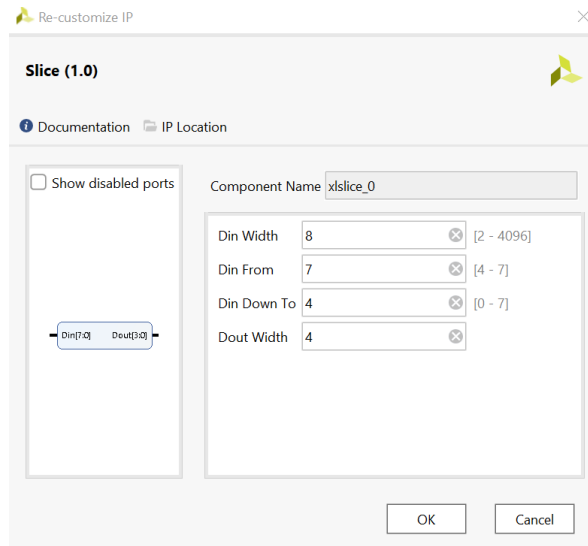 Re-customize IP
Slice (1.0)
Documentation IP Location
Show disabled ports
Din[7:0] Dout[3:0]
Component Name xlslice_0
Din Width 8 [2 - 4096]
Din From 7 [4 - 7]
Din Down To 4 [0 - 7]
Dout Width 4
OK Cancel